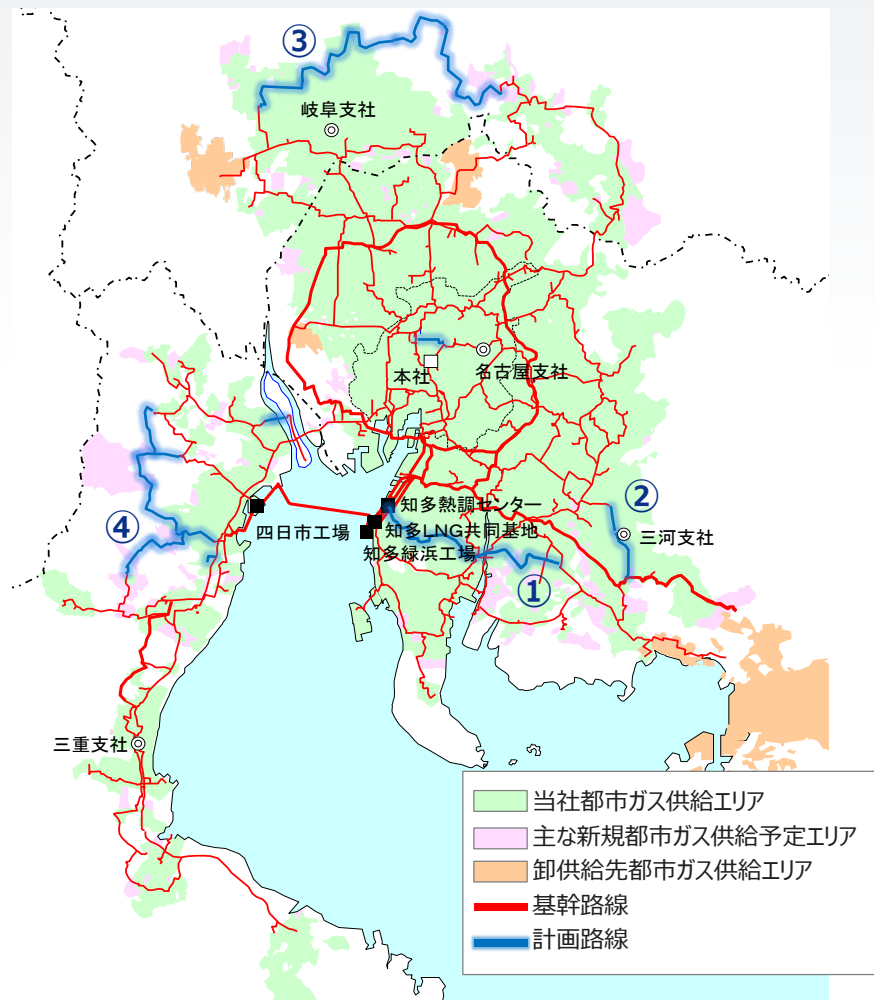 ③
岐阜支社
本社
名古屋支社
②
知多熱調センター
四日市工場
知多LNG共同基地
三河支社
④
知多緑浜工場
①
三重支社
当社都市ガス供給エリア
主な新規都市ガス供給予定エリア
卸供給先都市ガス供給エリア
基幹路線
計画路線